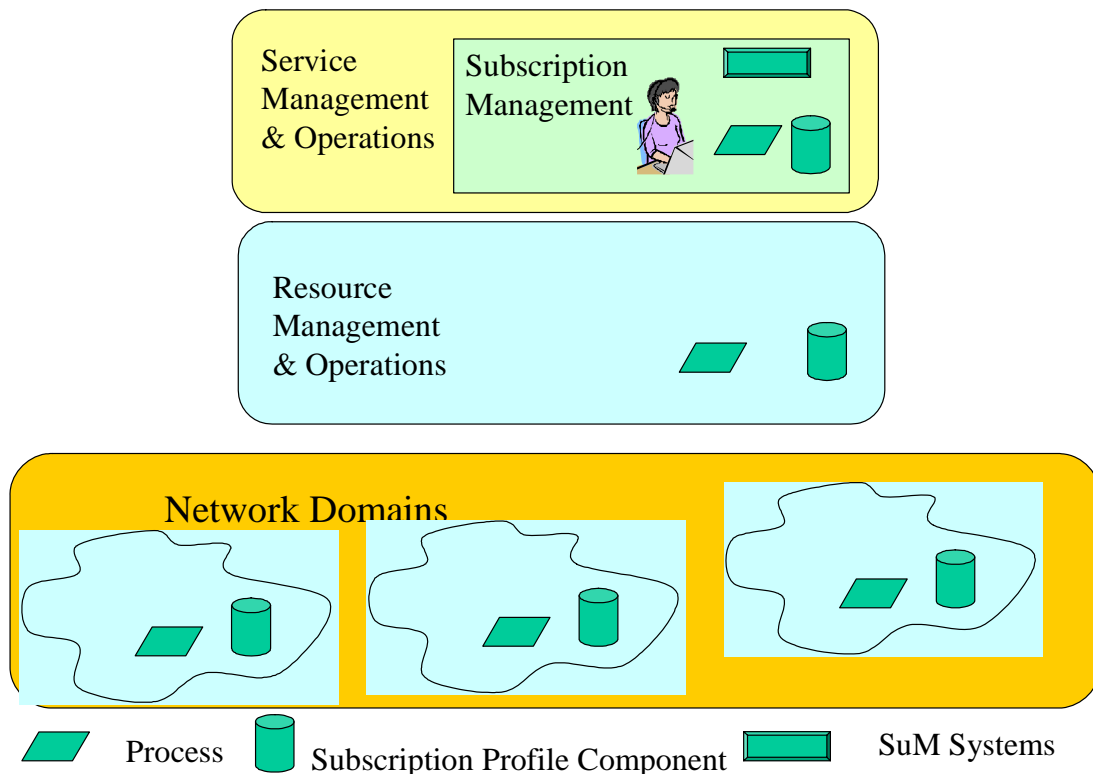 Service
Management
& Operations
Subscription
Management
Resource
Management
& Operations
Network Domains
Process
Subscription Profile Component
SuM Systems